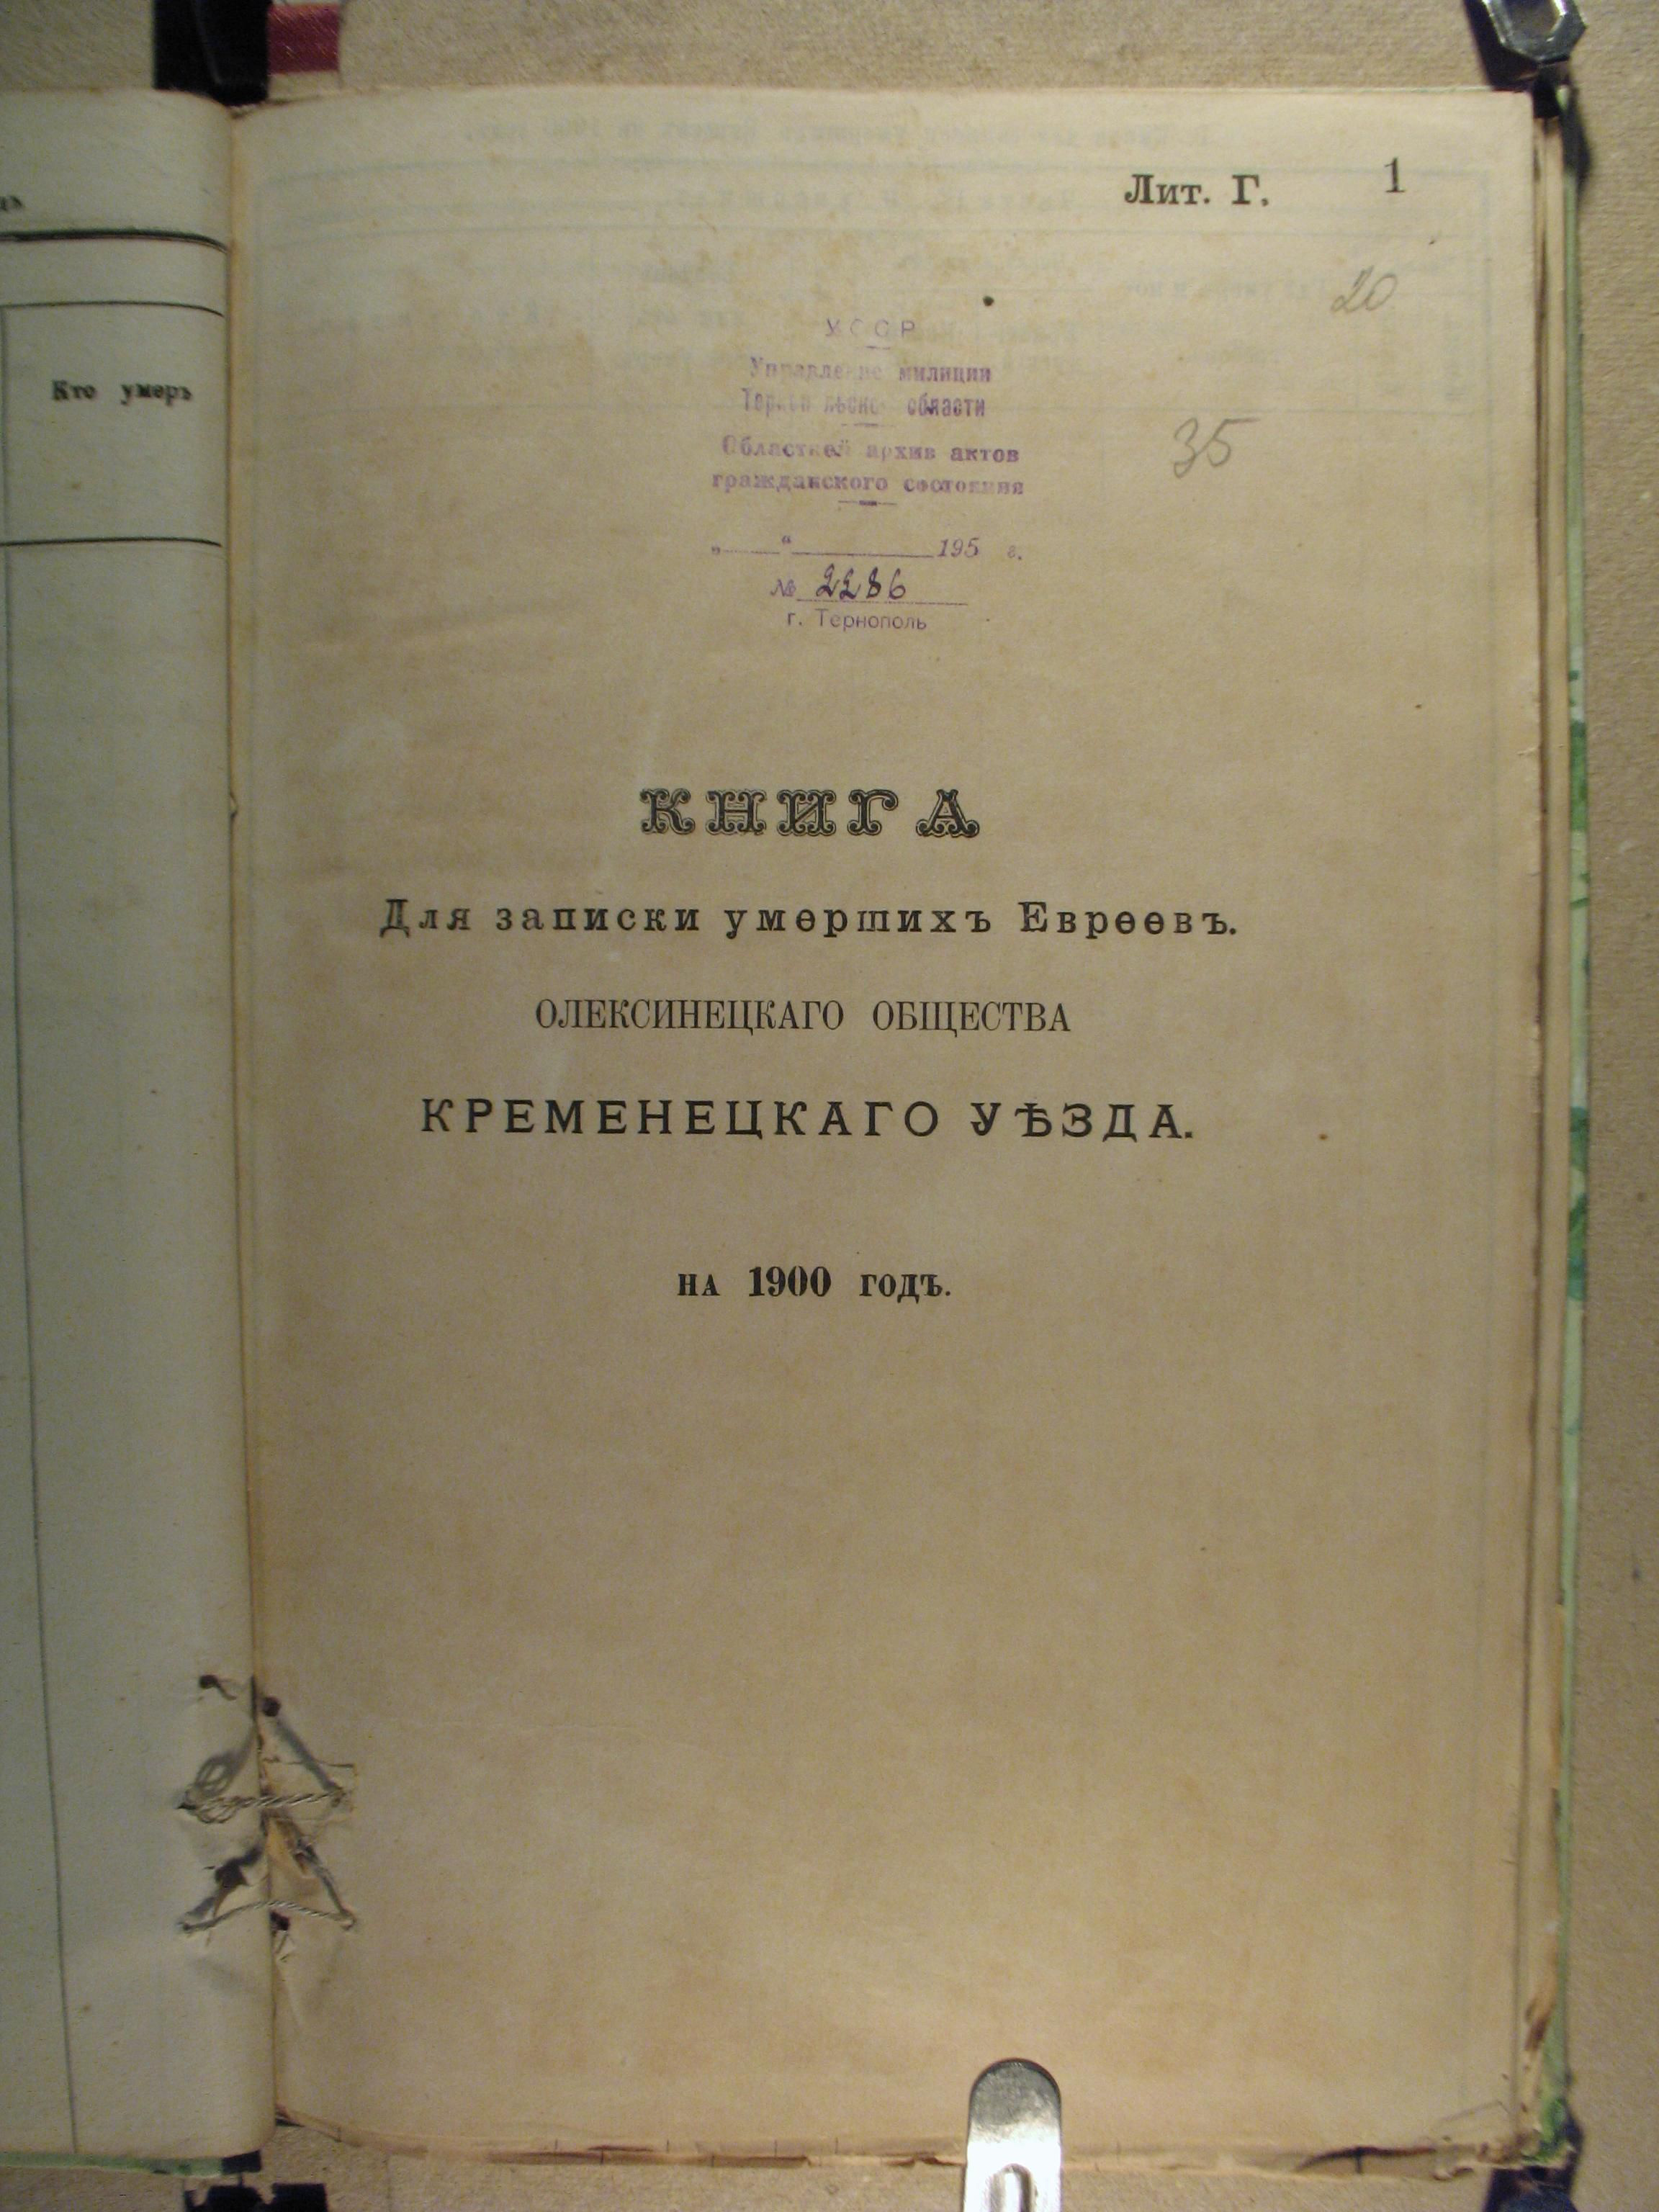 Кто умеръ
Лит. Г.
1
20
35
УССР
Управление милиции
Тернопольской области
Областной архив актов
гражданского состояния
„ “ 195 г.
№ 2286
г. Тернополь
КНИГА
Для записки умершихъ Евреевъ.
ОЛЕКСИНЕЦКАГО ОБЩЕСТВА
КРЕМЕНЕЦКАГО УѢЗДА.
НА 1900 ГОДЪ.